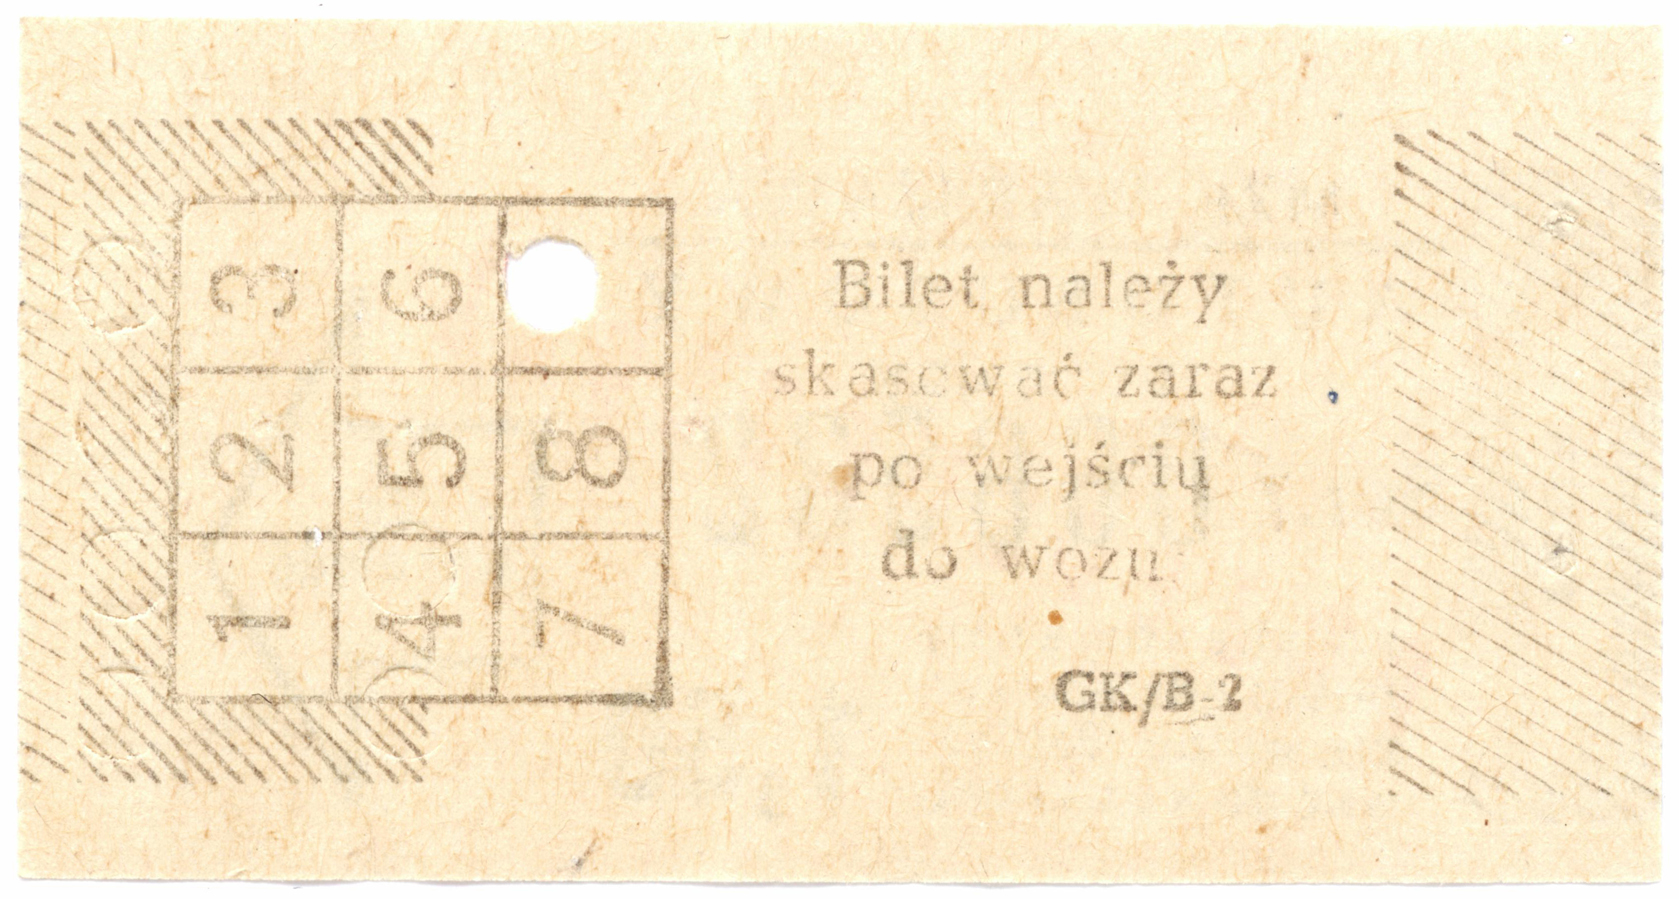 1 2 3
4 5 6
7 8
Bilet należy
skasować zaraz
po wejściu
do wozu
GK/B-2